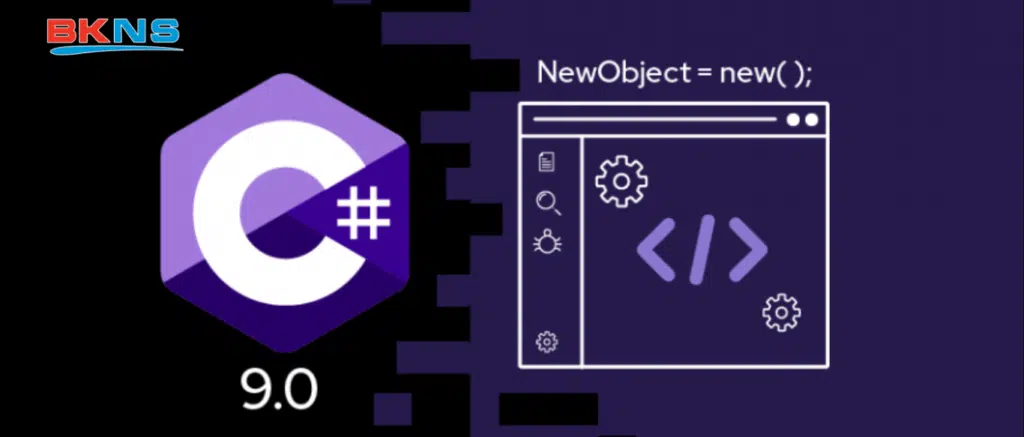 BKNS
NewObject = new( );
C#
9.0
</>